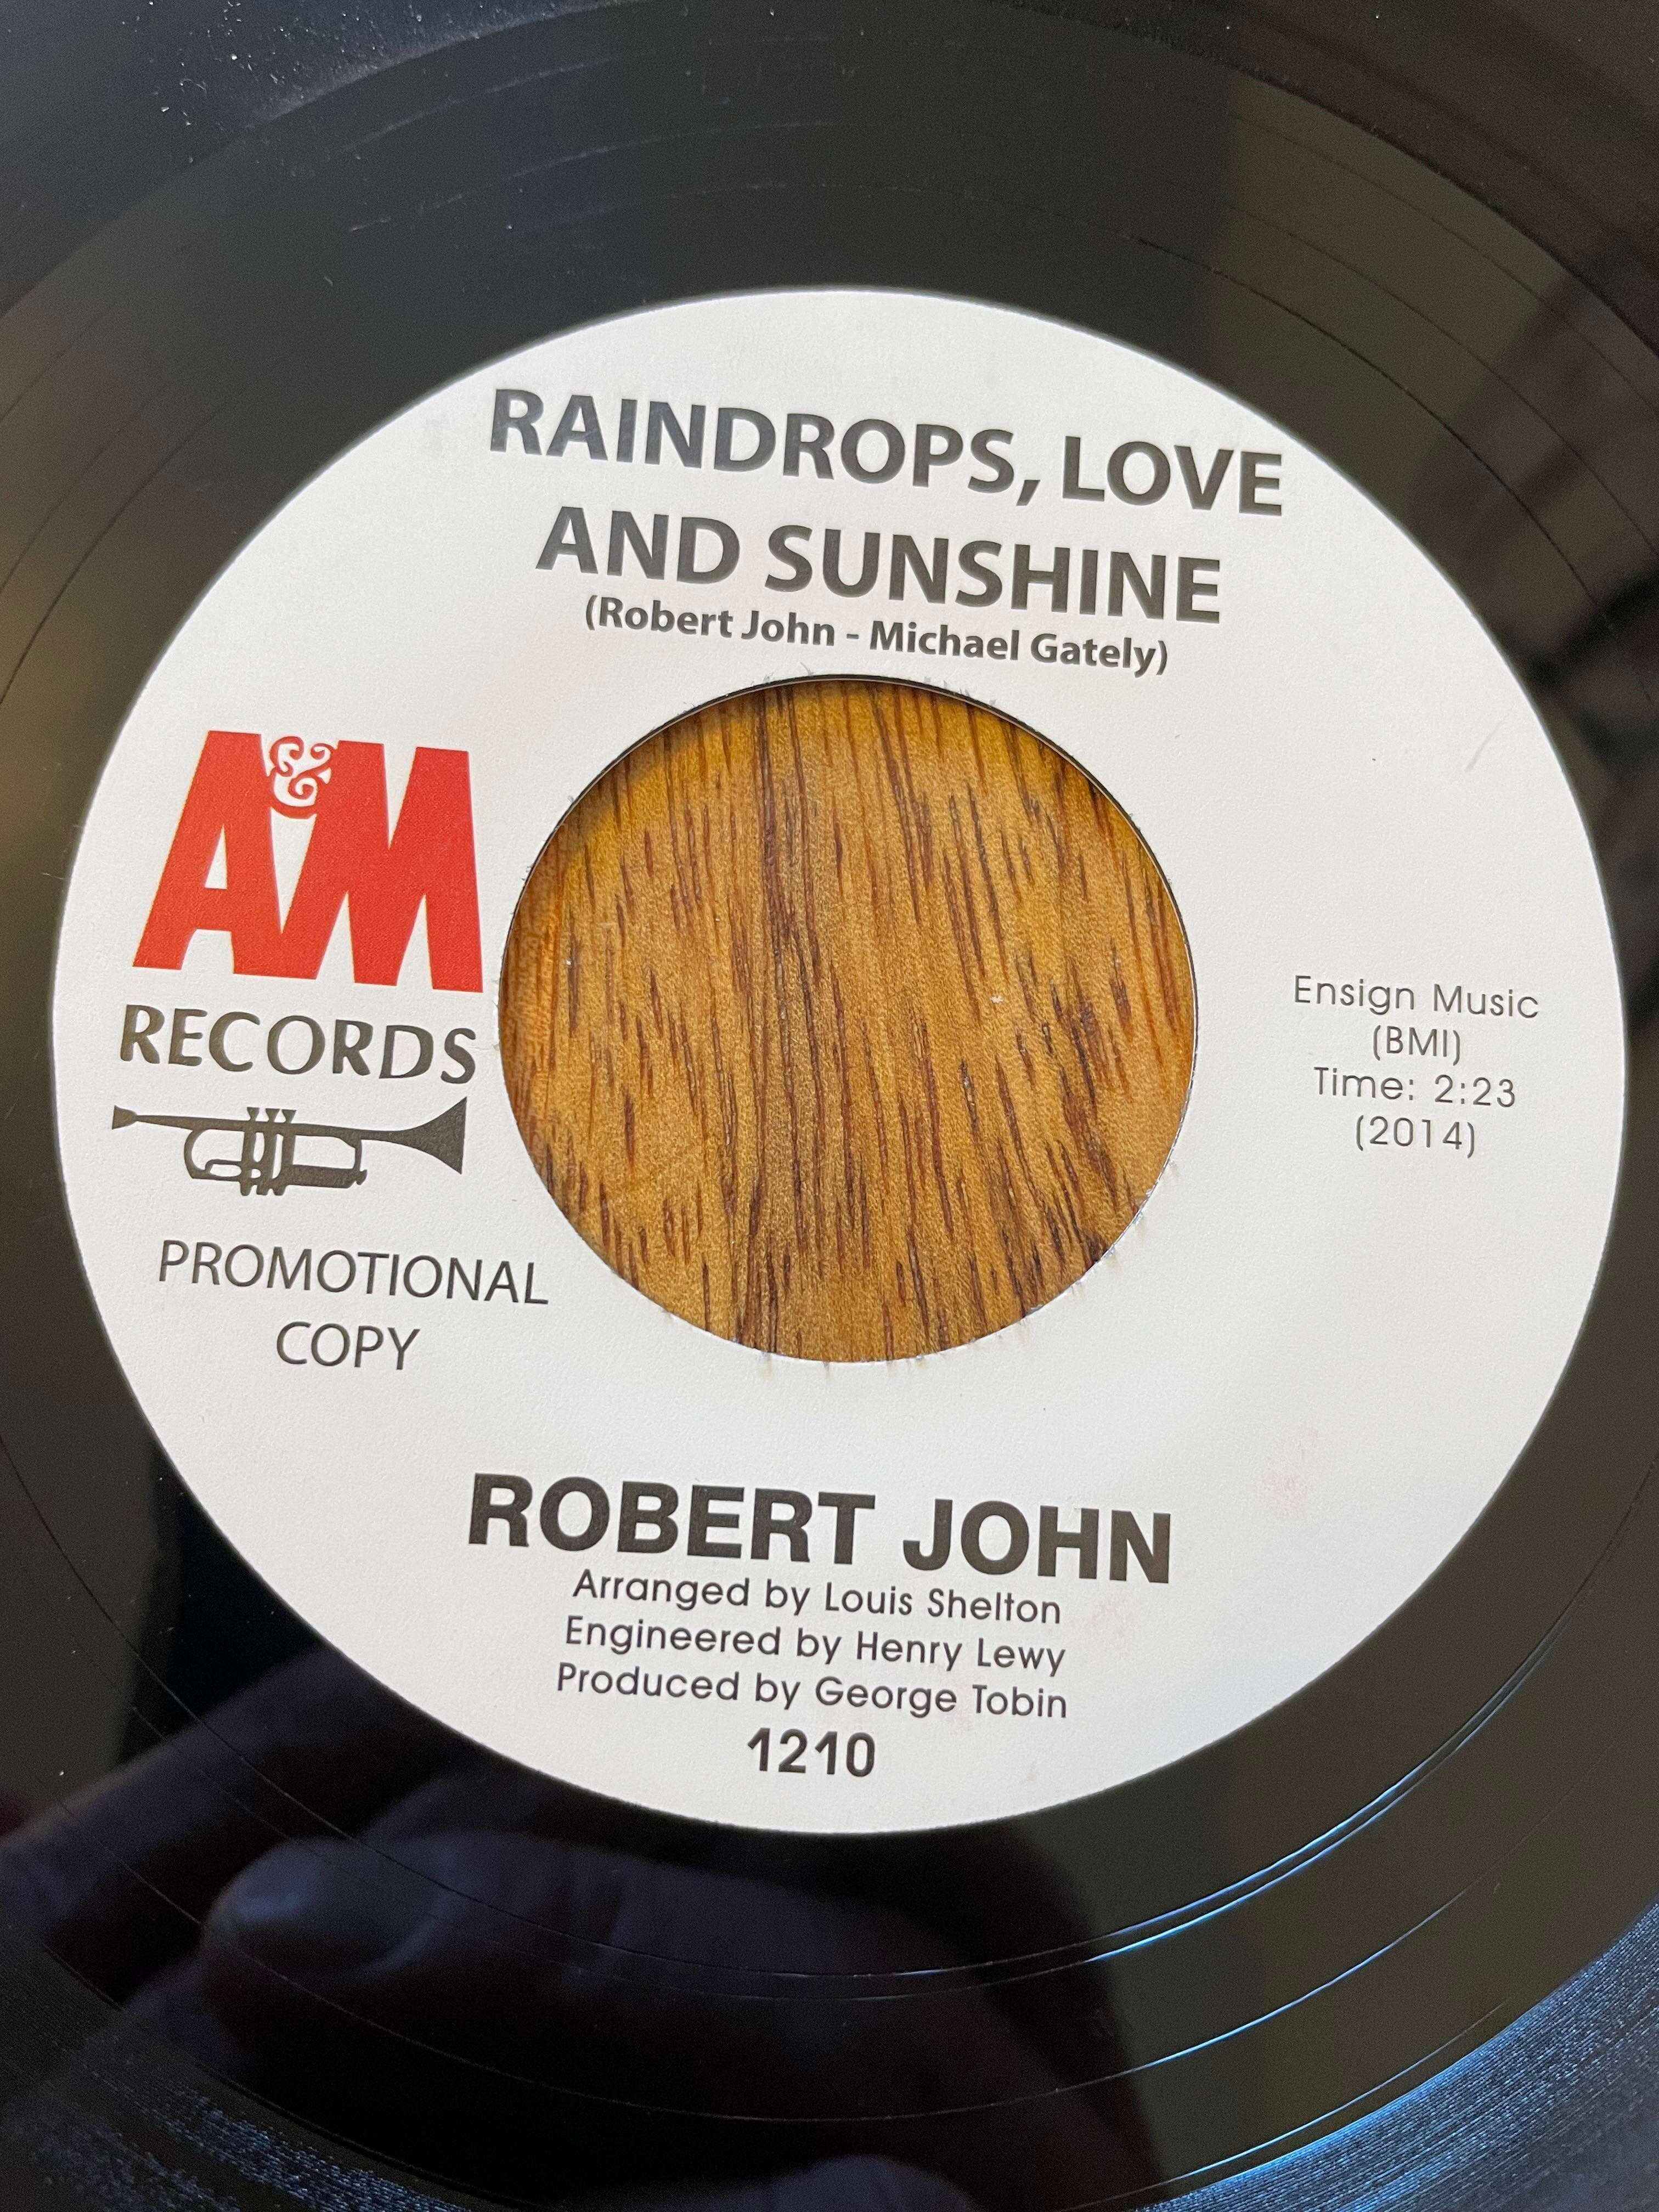 RAINDROPS, LOVE
AND SUNSHINE
(Robert John - Michael Gately)
A&M
RECORDS
PROMOTIONAL
COPY
Ensign Music
(BMI)
Time: 2:23
(2014)
ROBERT JOHN
Arranged by Louis Shelton
Engineered by Henry Lewy
Produced by George Tobin
1210